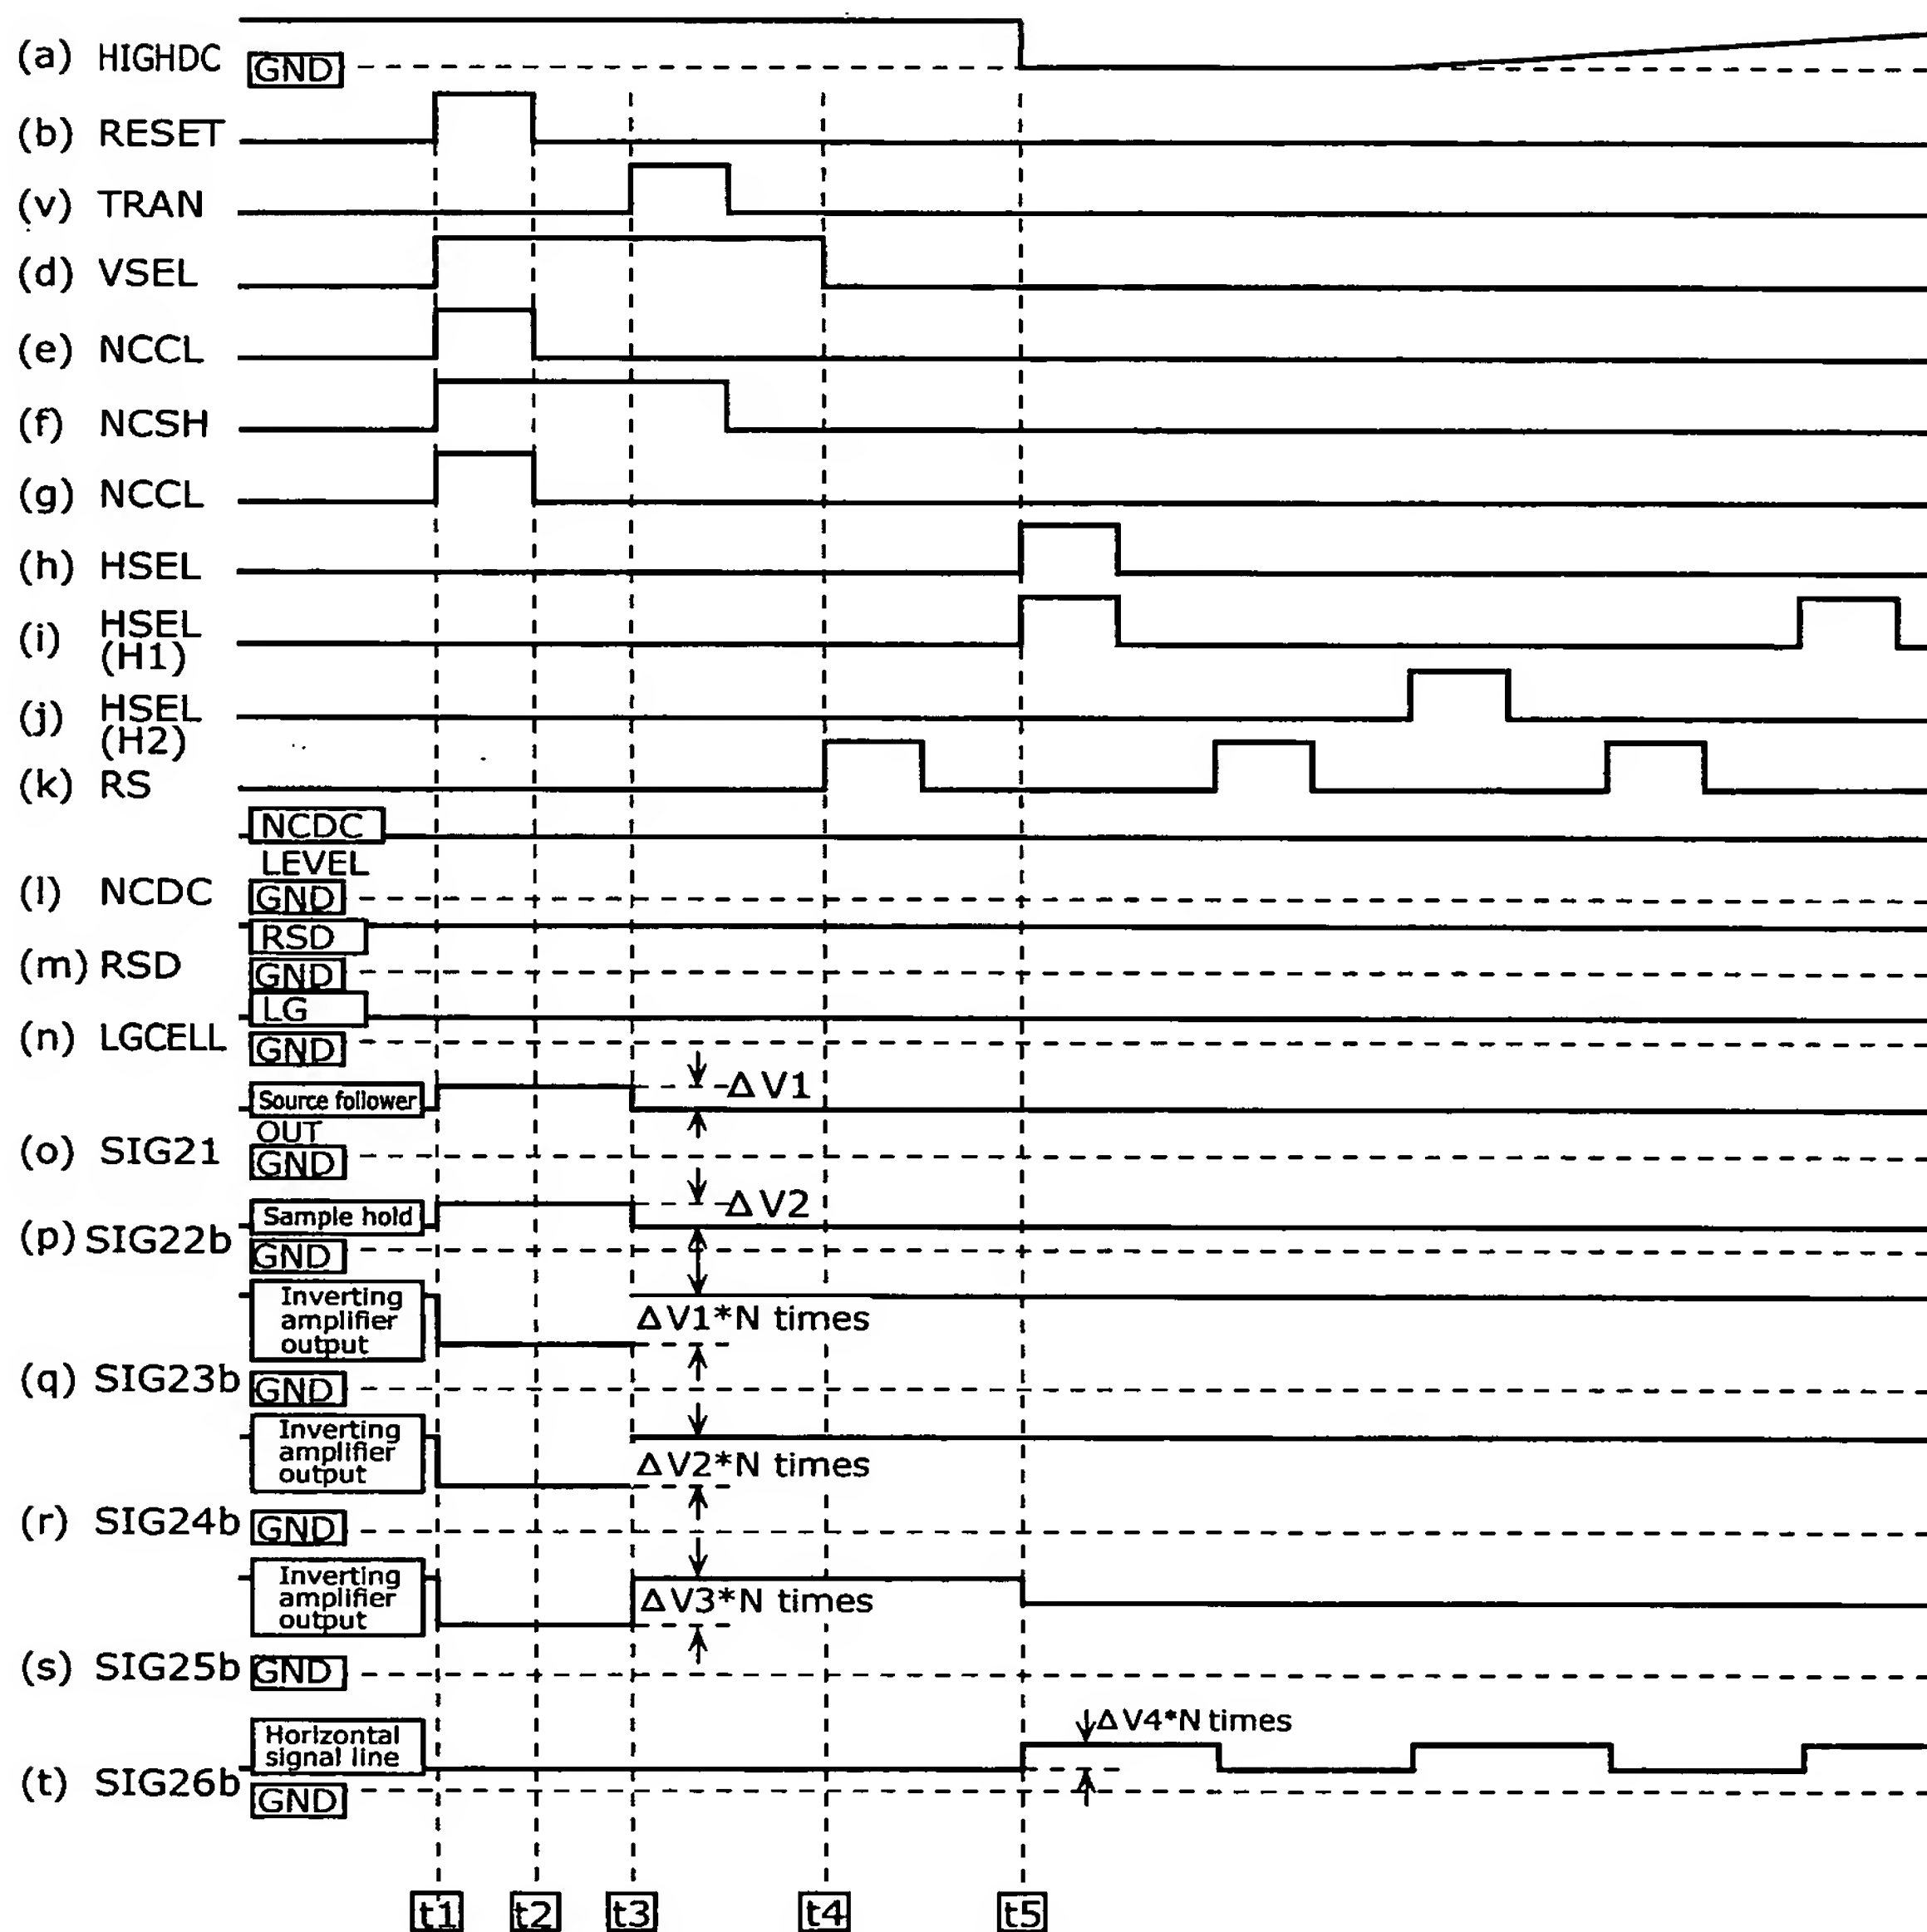 (a) HIGHDC GND
(b) RESET
(v) TRAN
(d) VSEL
(e) NCCL
(f) NCSH
(g) NCCL
(h) HSEL
(i) HSEL
(H1)
(j) HSEL
(H2)
(k) RS
NCDC
LEVEL
(l) NCDC GND
RSD
(m) RSD GND
LG
(n) LGCELL GND
Source follower ΔV1
OUT
(o) SIG21 GND
Sample hold ΔV2
(p) SIG22b GND
Inverting
amplifier ΔV1*N times
output
(q) SIG23b GND
Inverting
amplifier ΔV2*N times
output
(r) SIG24b GND
Inverting
amplifier ΔV3*N times
output
(s) SIG25b GND
ΔV4*N times
Horizontal
signal line
(t) SIG26b GND
t1 t2 t3 t4 t5